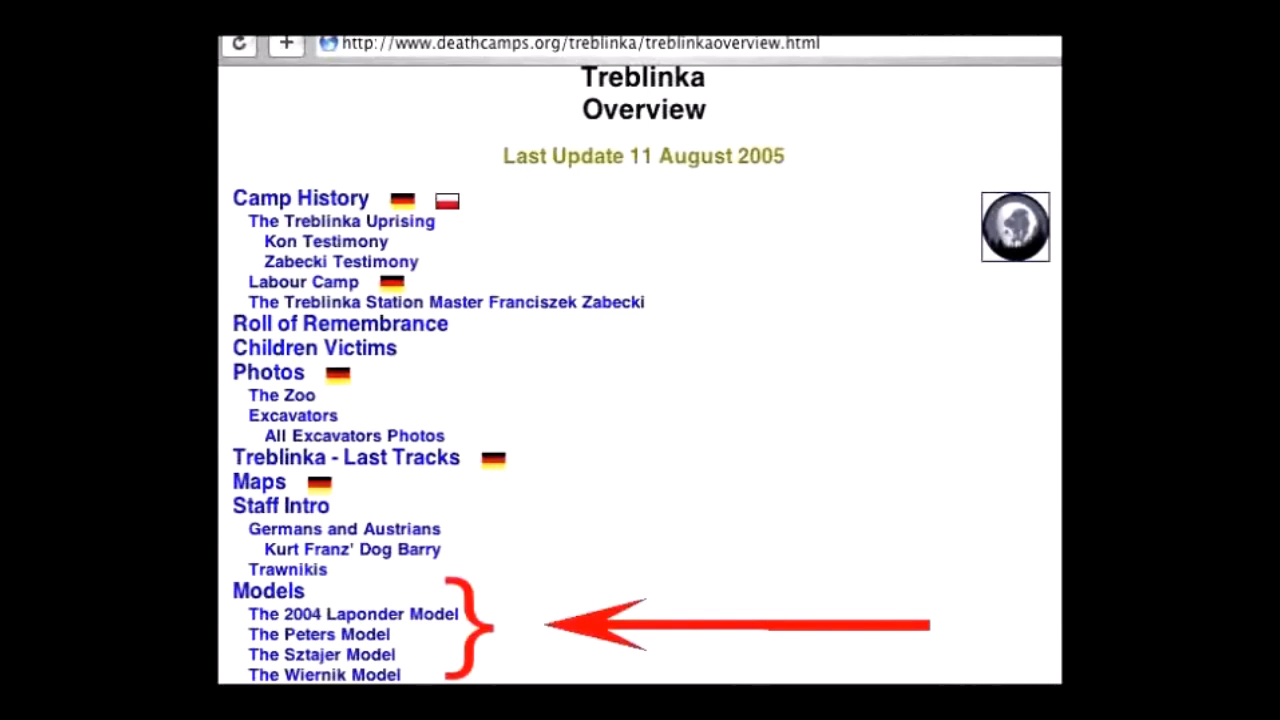 http://www.deathcamps.org/treblinka/treblinkaoverview.html
Treblinka
Overview
Last Update 11 August 2005
Camp History
The Treblinka Uprising
Kon Testimony
Zabecki Testimony
Labour Camp
The Treblinka Station Master Franciszek Zabecki
Roll of Remembrance
Children Victims
Photos
The Zoo
Excavators
All Excavators Photos
Treblinka - Last Tracks
Maps
Staff Intro
Germans and Austrians
Kurt Franz' Dog Barry
Trawnikis
Models
The 2004 Laponder Model
The Peters Model
The Sztajer Model
The Wiernik Model